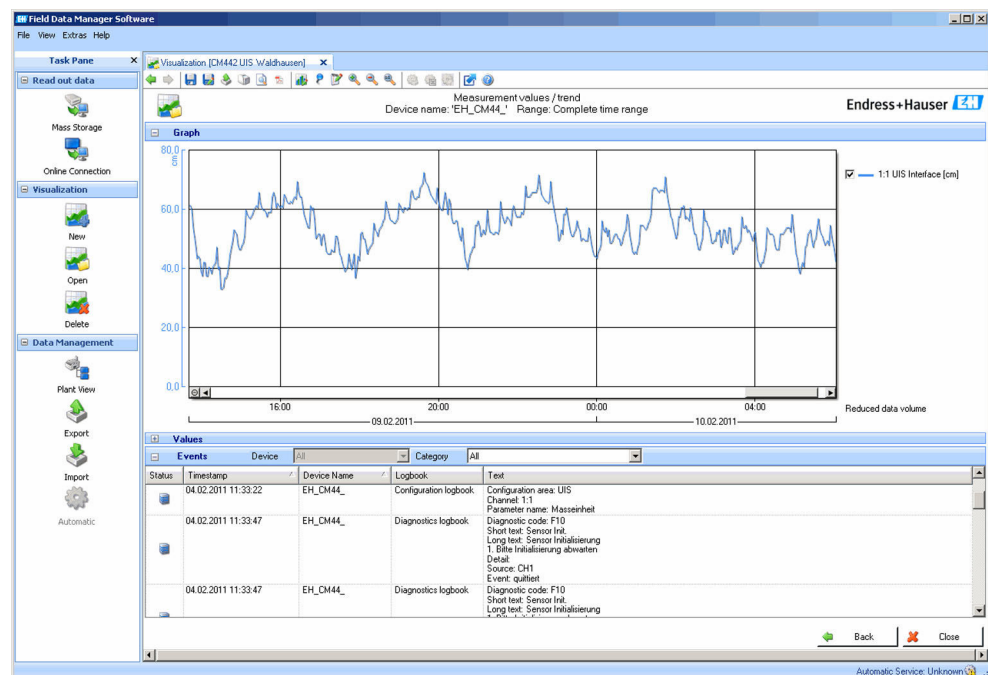 Field Data Manager Software
File View Extras Help
Task Pane X
Read out data
Mass Storage
Online Connection
Visualization
New
Open
Delete
Data Management
Plant View
Export
Import
Automatic
Visualization [CM442 UIS Waldhausen] X
Measurement values / trend
Device name: 'EH_CM44_' Range: Complete time range
Endress+Hauser EH
Graph
80,0
cm
60,0
40,0
20,0
0,0
16:00 20:00 00:00 04:00
09.02.2011 10.02.2011
1:1 UIS Interface [cm]
Reduced data volume
Values
Events Device All Category All
Status Timestamp Device Name Logbook Text
04.02.2011 11:33:22 EH_CM44_ Configuration logbook Configuration area: UIS
Channel: 1:1
Parameter name: Masseinheit
04.02.2011 11:33:47 EH_CM44_ Diagnostics logbook Diagnostic code: F10
Short text: Sensor Init.
Long text: Sensor Initialisierung
1. Bitte Initialisierung abwarten
Detail:
Source: CH1
Event: quittiert
04.02.2011 11:33:47 EH_CM44_ Diagnostics logbook Diagnostic code: F10
Short text: Sensor Init.
Long text: Sensor Initialisierung
Back Close
Automatic Service: Unknown